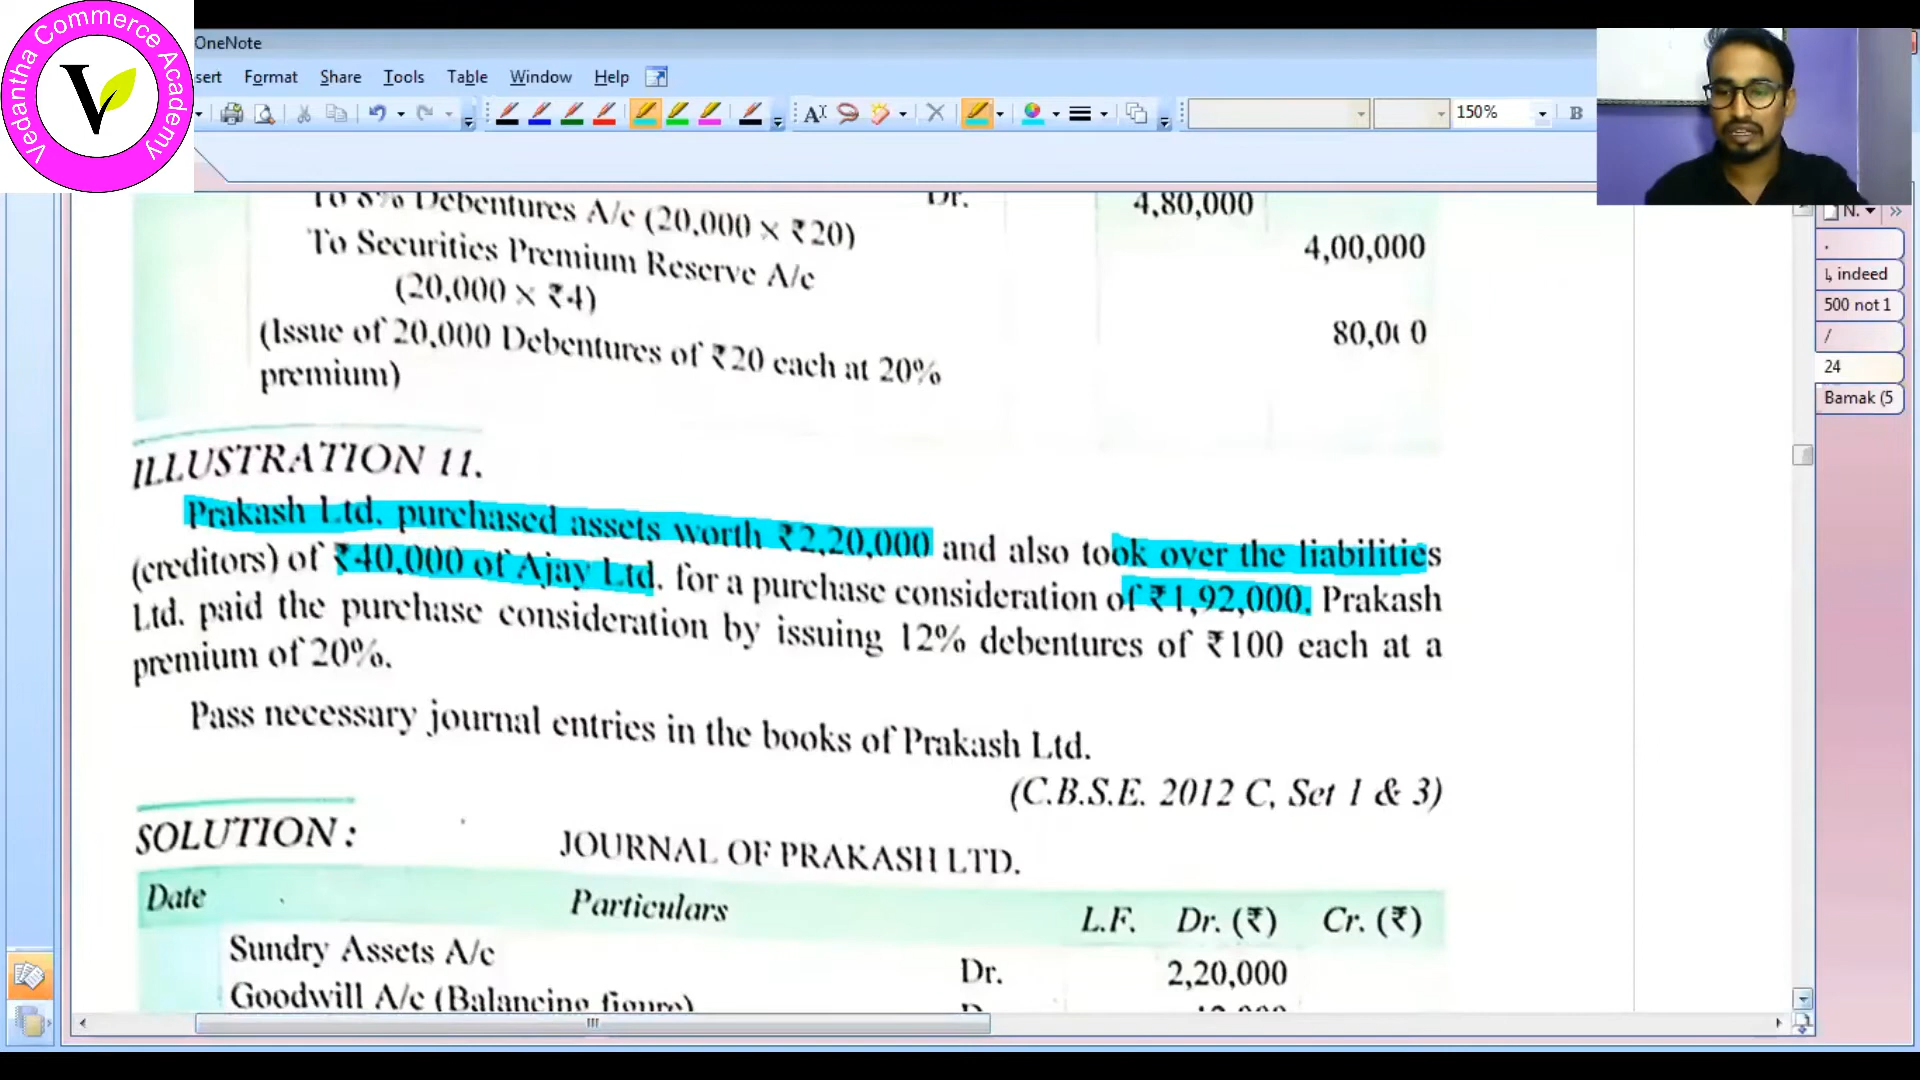 Vedantha Commerce Academy
V
OneNote
sert Format Share Tools Table Window Help
150% B
N.
.
indeed
500 not 1
/
24
Bamak (5
To 8% Debentures A/c (20,000 × ₹20) Dr. 4,80,000
4,00,000
To Securities Premium Reserve A/c
(20,000 × ₹4)
80,000
(Issue of 20,000 Debentures of ₹20 each at 20%
premium)
ILLUSTRATION 11.
Prakash Ltd. purchased assets worth ₹2,20,000 and also took over the liabilities
(creditors) of ₹40,000 of Ajay Ltd. for a purchase consideration of ₹1,92,000. Prakash
Ltd. paid the purchase consideration by issuing 12% debentures of ₹100 each at a
premium of 20%.
Pass necessary journal entries in the books of Prakash Ltd.
(C.B.S.E. 2012 C, Set 1 & 3)
SOLUTION :
JOURNAL OF PRAKASH LTD.
Date Particulars L.F. Dr. (₹) Cr. (₹)
Sundry Assets A/c Dr. 2,20,000
Goodwill A/c (Balancing figure)